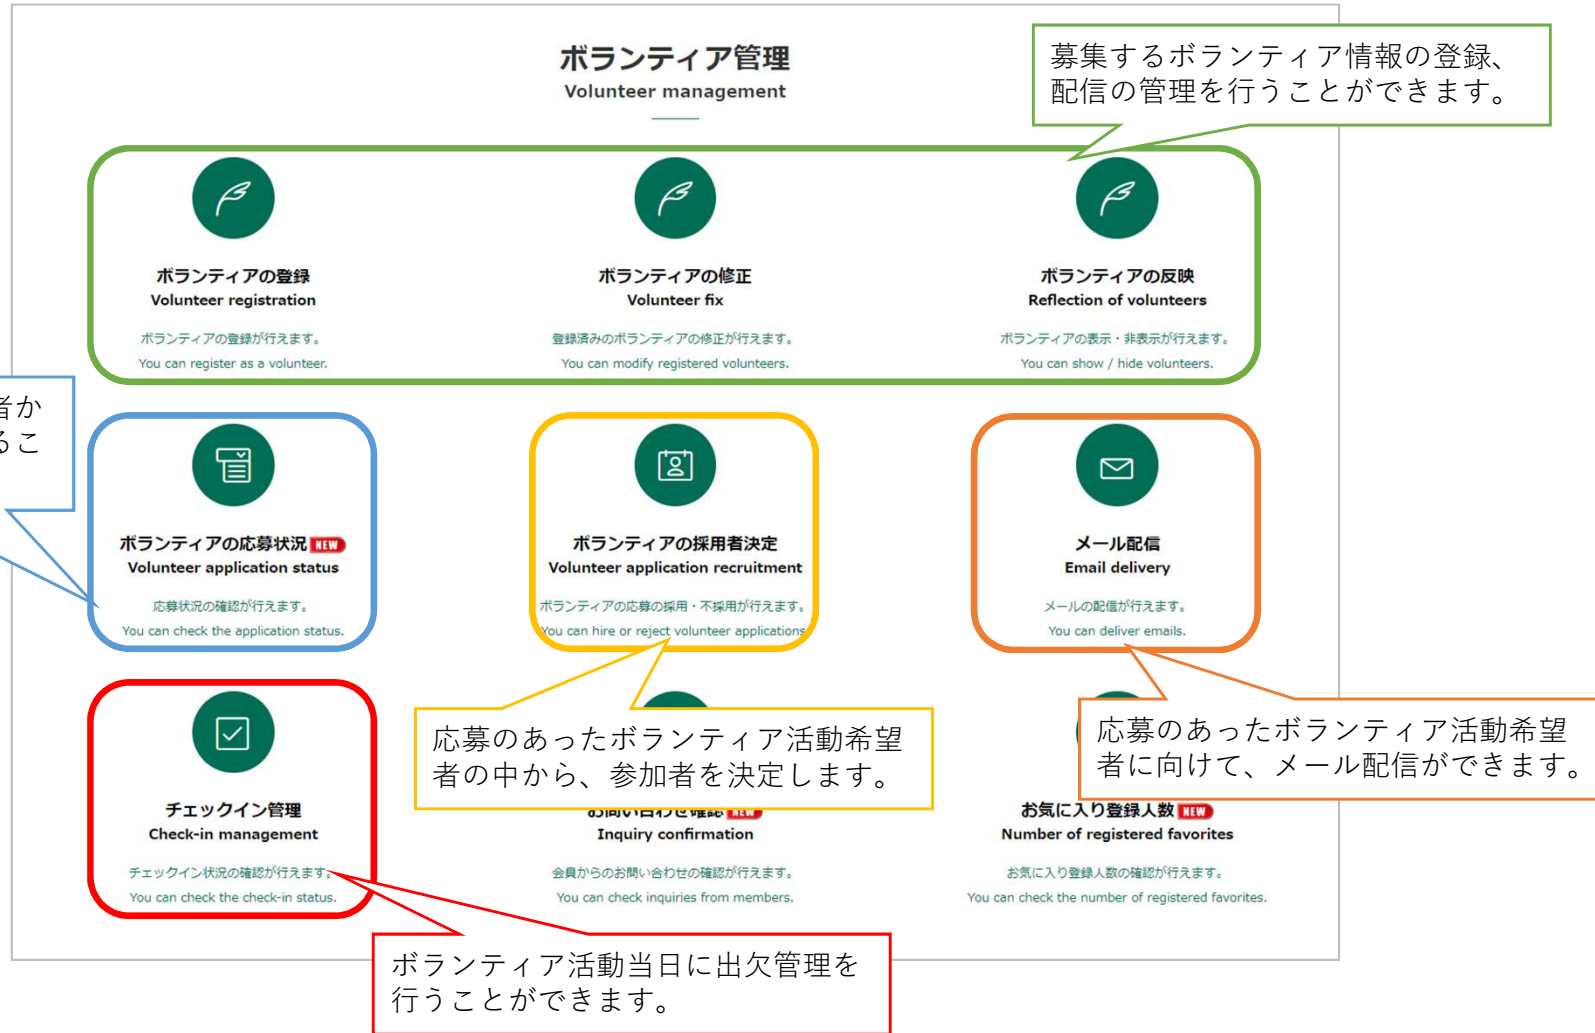 ボランティア管理
Volunteer management
募集するボランティア情報の登録、
配信の管理を行うことができます。
ボランティアの登録
Volunteer registration
ボランティアの登録が行えます。
You can register as a volunteer.
ボランティアの修正
Volunteer fix
登録済みのボランティアの修正が行えます。
You can modify registered volunteers.
ボランティアの反映
Reflection of volunteers
ボランティアの表示・非表示が行えます。
You can show / hide volunteers.
者か
るこ
ボランティアの応募状況 NEW
Volunteer application status
応募状況の確認が行えます。
You can check the application status.
ボランティアの採用者決定
Volunteer application recruitment
ボランティアの応募の採用・不採用が行えます。
You can hire or reject volunteer applications
メール配信
Email delivery
メールの配信が行えます。
You can deliver emails.
応募のあったボランティア活動希望
者の中から、参加者を決定します。
応募のあったボランティア活動希望
者に向けて、メール配信ができます。
チェックイン管理
Check-in management
チェックイン状況の確認が行えます。
You can check the check-in status.
お問い合わせ確認 NEW
Inquiry confirmation
会員からのお問い合わせの確認が行えます。
You can check inquiries from members.
お気に入り登録人数 NEW
Number of registered favorites
お気に入り登録人数の確認が行えます。
You can check the number of registered favorites.
ボランティア活動当日に出欠管理を
行うことができます。